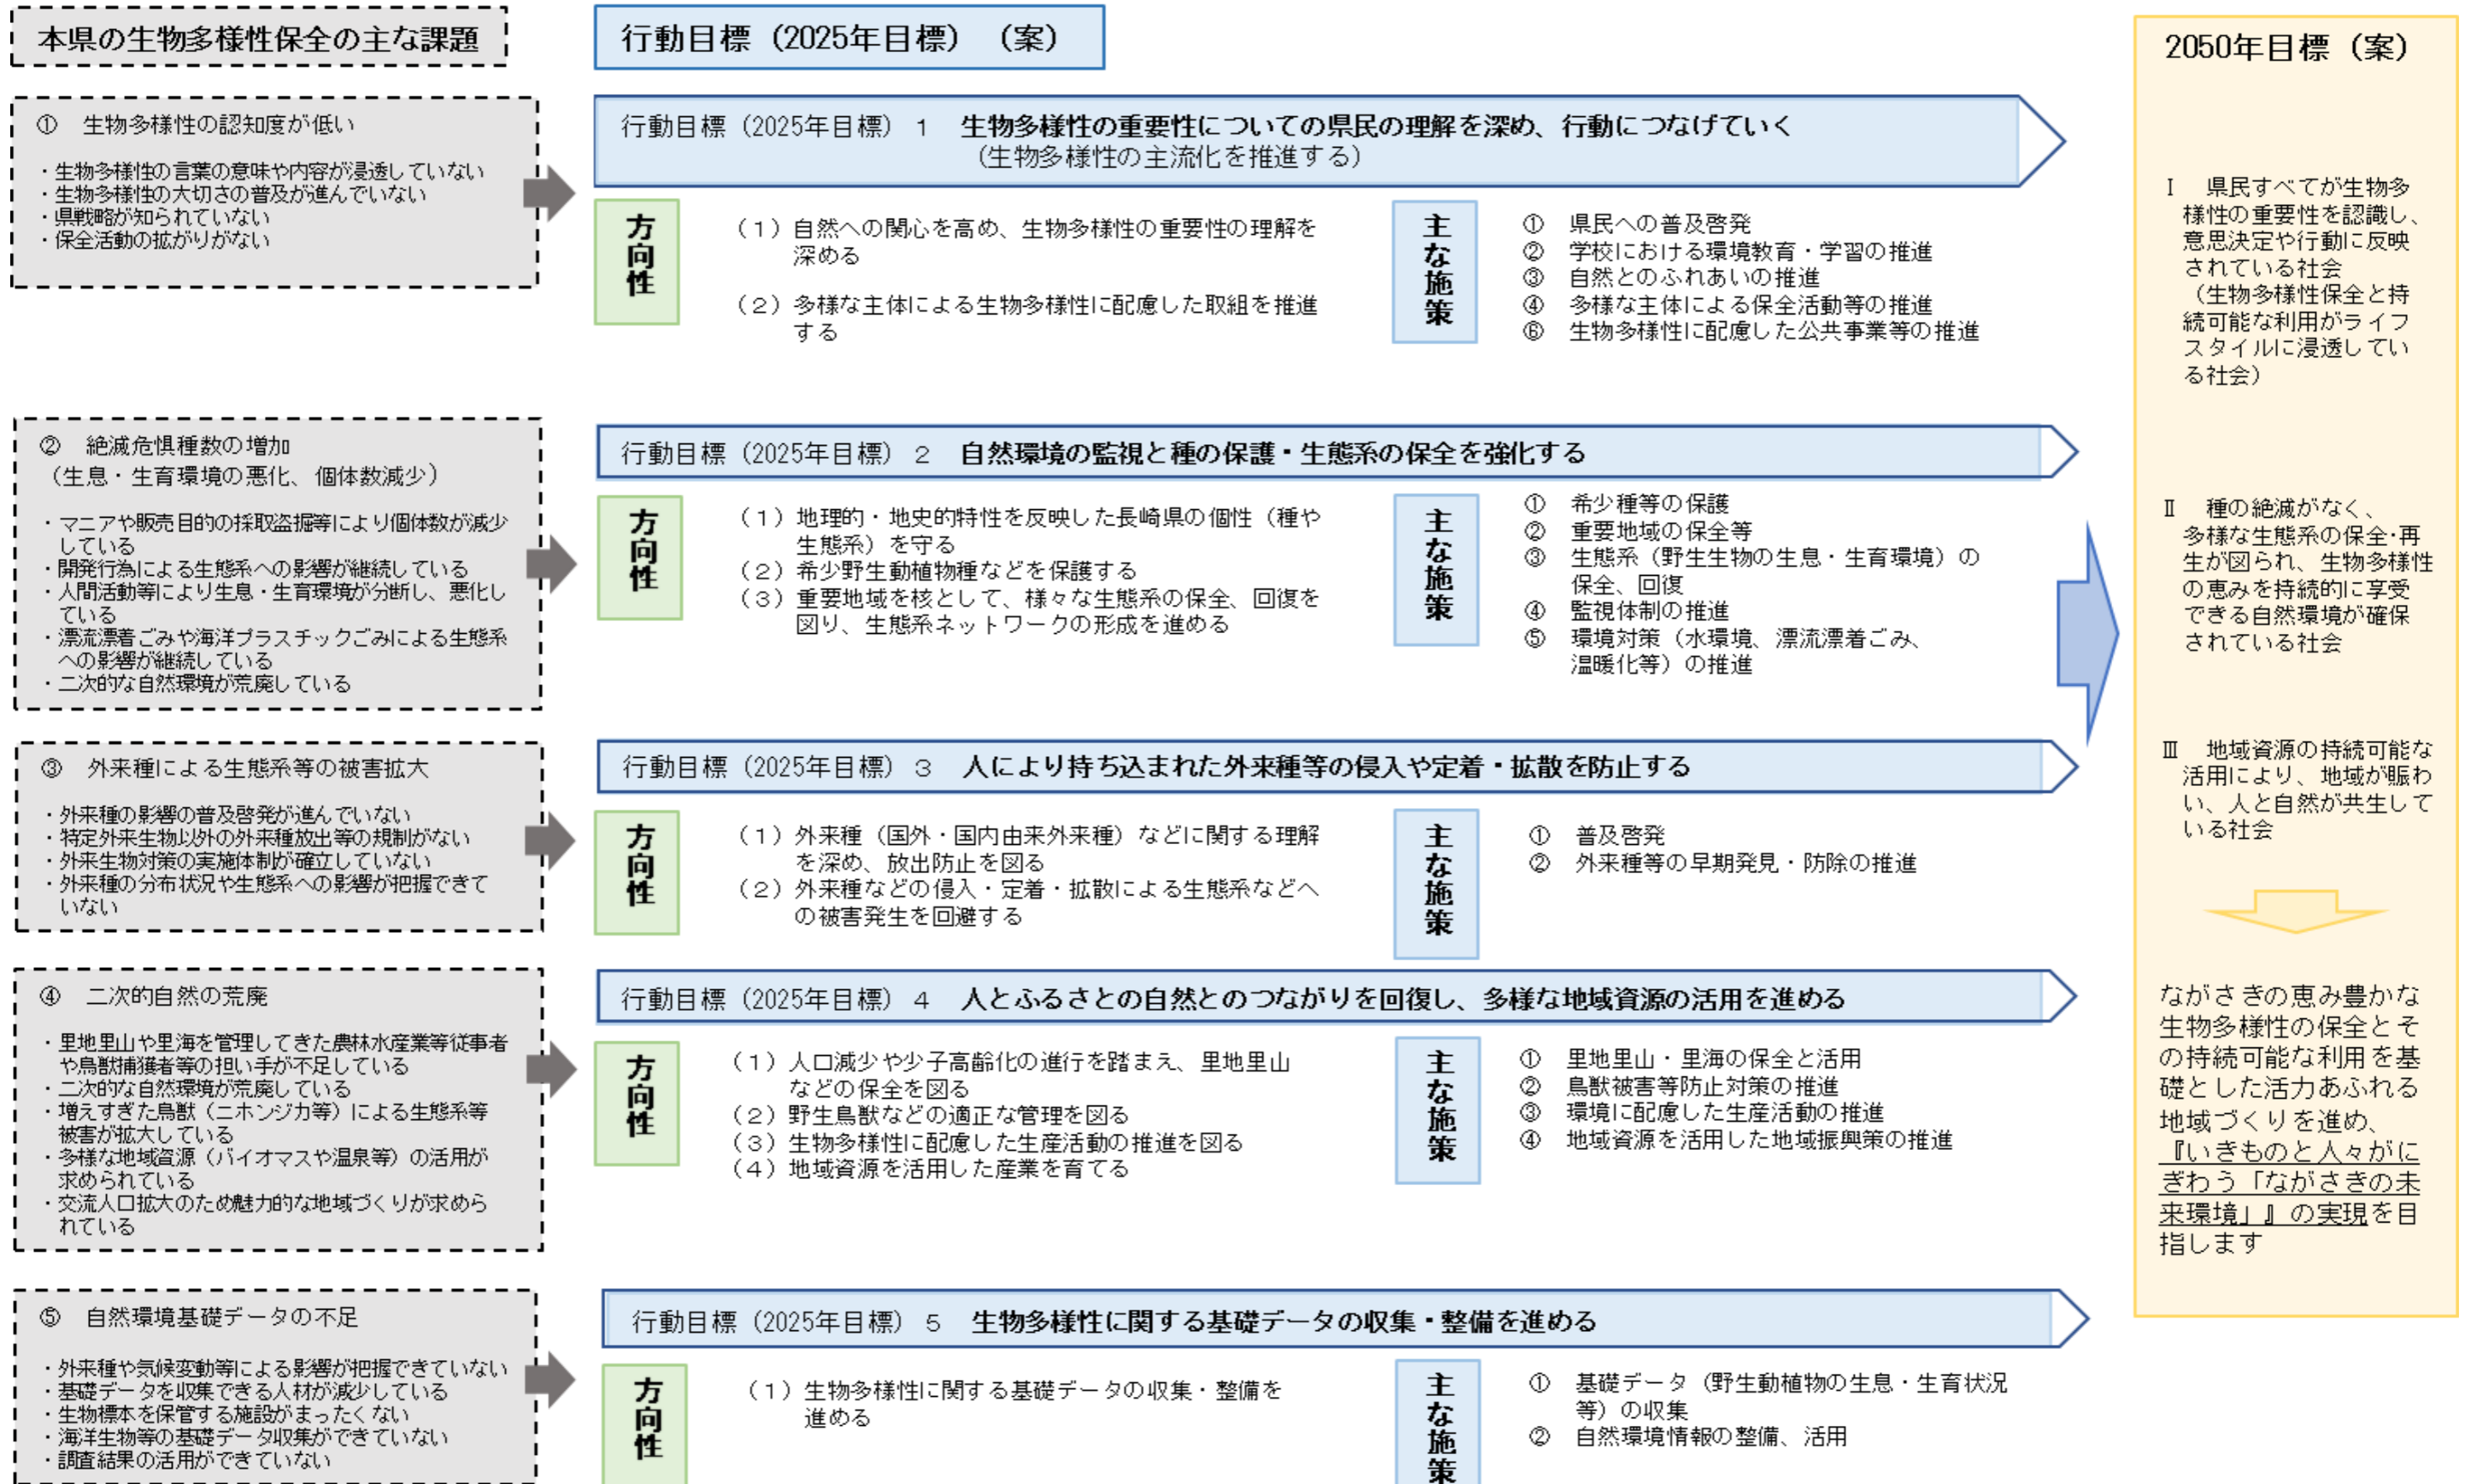 本県の生物多様性保全の主な課題
行動目標（2025年目標）（案）
2050年目標（案）
① 生物多様性の認知度が低い
・生物多様性の言葉の意味や内容が浸透していない
・生物多様性の大切さの普及が進んでいない
・県戦略が知られていない
・保全活動の拡がりがない
行動目標（2025年目標） 1 生物多様性の重要性についての県民の理解を深め、行動につなげていく
（生物多様性の主流化を推進する）
方向性
（１）自然への関心を高め、生物多様性の重要性の理解を
深める
（２）多様な主体による生物多様性に配慮した取組を推進
する
主な施策
① 県民への普及啓発
② 学校における環境教育・学習の推進
③ 自然とのふれあいの推進
④ 多様な主体による保全活動等の推進
⑥ 生物多様性に配慮した公共事業等の推進
② 絶滅危惧種数の増加
（生息・生育環境の悪化、個体数減少）
・マニアや販売目的の採取盗掘等により個体数が減少
している
・開発行為による生態系への影響が継続している
・人間活動等により生息・生育環境が分断し、悪化し
ている
・漂流漂着ごみや海洋プラスチックごみによる生態系
への影響が継続している
・二次的な自然環境が荒廃している
行動目標（2025年目標） 2 自然環境の監視と種の保護・生態系の保全を強化する
方向性
（１）地理的・地史的特性を反映した長崎県の個性（種や
生態系）を守る
（２）希少野生動植物種などを保護する
（３）重要地域を核として、様々な生態系の保全、回復を
図り、生態系ネットワークの形成を進める
主な施策
① 希少種等の保護
② 重要地域の保全等
③ 生態系（野生生物の生息・生育環境）の
保全、回復
④ 監視体制の推進
⑤ 環境対策（水環境、漂流漂着ごみ、
温暖化等）の推進
③ 外来種による生態系等の被害拡大
・外来種の影響の普及啓発が進んでいない
・特定外来生物以外の外来種放出等の規制がない
・外来生物対策の実施体制が確立していない
・外来種の分布状況や生態系への影響が把握できて
いない
行動目標（2025年目標） 3 人により持ち込まれた外来種等の侵入や定着・拡散を防止する
方向性
（１）外来種（国外・国内由来外来種）などに関する理解
を深め、放出防止を図る
（２）外来種などの侵入・定着・拡散による生態系などへ
の被害発生を回避する
主な施策
① 普及啓発
② 外来種等の早期発見・防除の推進
④ 二次的自然の荒廃
・里地里山や里海を管理してきた農林水産業等従事者
や鳥獣捕獲者等の担い手が不足している
・二次的な自然環境が荒廃している
・増えすぎた鳥獣（ニホンジカ等）による生態系等
被害が拡大している
・多様な地域資源（バイオマスや温泉等）の活用が
求められている
・交流人口拡大のため魅力的な地域づくりが求めら
れている
行動目標（2025年目標） 4 人とふるさとの自然とのつながりを回復し、多様な地域資源の活用を進める
方向性
（１）人口減少や少子高齢化の進行を踏まえ、里地里山
などの保全を図る
（２）野生鳥獣などの適正な管理を図る
（３）生物多様性に配慮した生産活動の推進を図る
（４）地域資源を活用した産業を育てる
主な施策
① 里地里山・里海の保全と活用
② 鳥獣被害等防止対策の推進
③ 環境に配慮した生産活動の推進
④ 地域資源を活用した地域振興策の推進
⑤ 自然環境基礎データの不足
・外来種や気候変動等による影響が把握できていない
・基礎データを収集できる人材が減少している
・生物標本を保管する施設がまったくない
・海洋生物等の基礎データ収集ができていない
・調査結果の活用ができていない
行動目標（2025年目標） 5 生物多様性に関する基礎データの収集・整備を進める
方向性
（１）生物多様性に関する基礎データの収集・整備を
進める
主な施策
① 基礎データ（野生動植物の生息・生育状況
等）の収集
② 自然環境情報の整備、活用
Ⅰ 県民すべてが生物多
様性の重要性を認識し、
意思決定や行動に反映
されている社会
（生物多様性保全と持
続可能な利用がライフ
スタイルに浸透してい
る社会）
Ⅱ 種の絶滅がなく、
多様な生態系の保全・再
生が図られ、生物多様性
の恵みを持続的に享受
できる自然環境が確保
されている社会
Ⅲ 地域資源の持続可能な
活用により、地域が賑わ
い、人と自然が共生して
いる社会
ながさきの恵み豊かな
生物多様性の保全とそ
の持続可能な利用を基
礎とした活力あふれる
地域づくりを進め、
『いきものと人々がに
ぎわう「ながさきの未
来環境」』の実現を目
指します